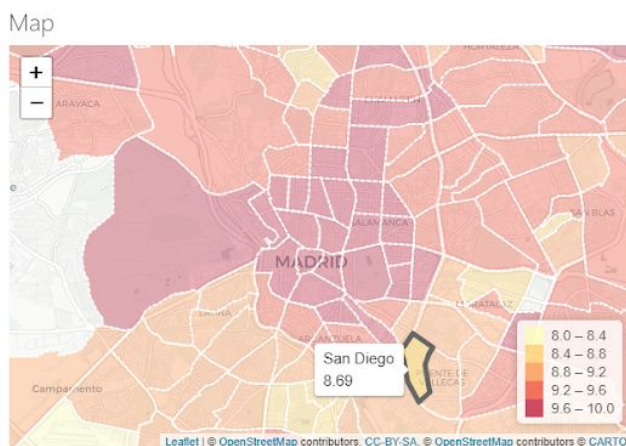 Map
+
−
HORTALEZA
ARAVACA
CHAMARTÍN
SAN BLAS
SALAMANCA
MADRID
MORATALAZ
LATINA
ARGANZUELA
San Diego
8.69
PUENTE DE
VALLECAS
Campamento
8.0 – 8.4
8.4 – 8.8
8.8 – 9.2
9.2 – 9.6
9.6 – 10.0
Leaflet | © OpenStreetMap contributors, CC-BY-SA, © OpenStreetMap contributors © CARTO